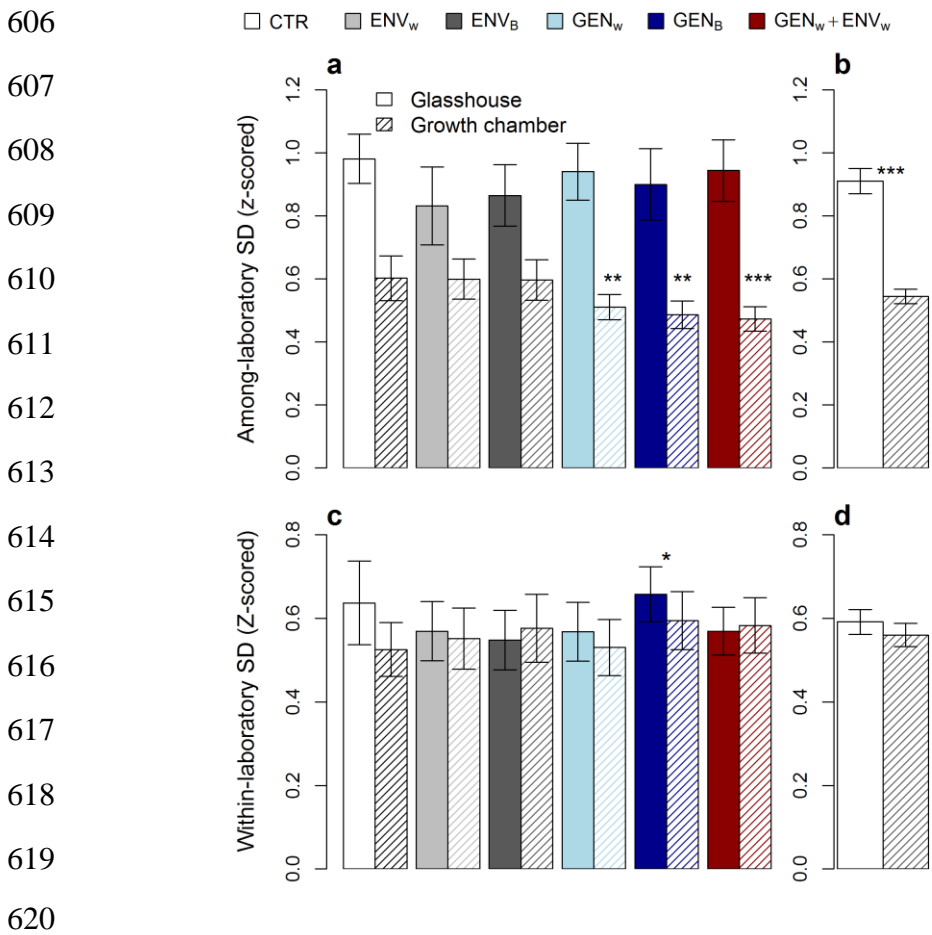 606
CTR ENVw ENVB GENw GENB GENw + ENVw
607
a b
Glasshouse
Growth chamber
608
609
610
611
612
613
Among-laboratory SD (z-scored)
0.0 0.2 0.4 0.6 0.8 1.0 1.2
** ** ***
0.0 0.2 0.4 0.6 0.8 1.0 1.2
***
614
c d
615
616
617
618
619
620
Within-laboratory SD (Z-scored)
0.0 0.2 0.4 0.6 0.8
*
0.0 0.2 0.4 0.6 0.8